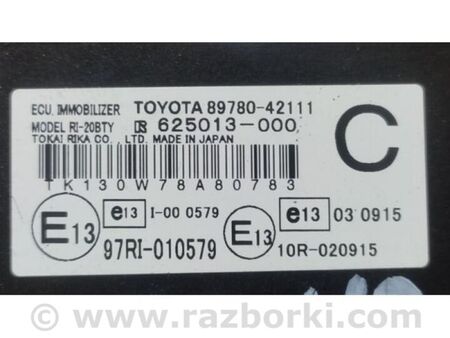 ECU, IMMOBILIZER TOYOTA 89780-42111
MODEL RI-20BTY R 625013-000
TOKAI RIKA CO., LTD. MADE IN JAPAN
C
TK130W78A80783
E13 e13 I-00 0579
97RI-010579
E13 e13 03 0915
10R-020915
© www.razborki.com